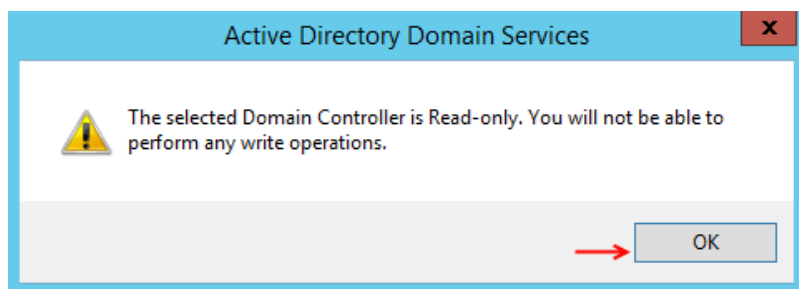 Active Directory Domain Services
x
The selected Domain Controller is Read-only. You will not be able to
perform any write operations.
OK